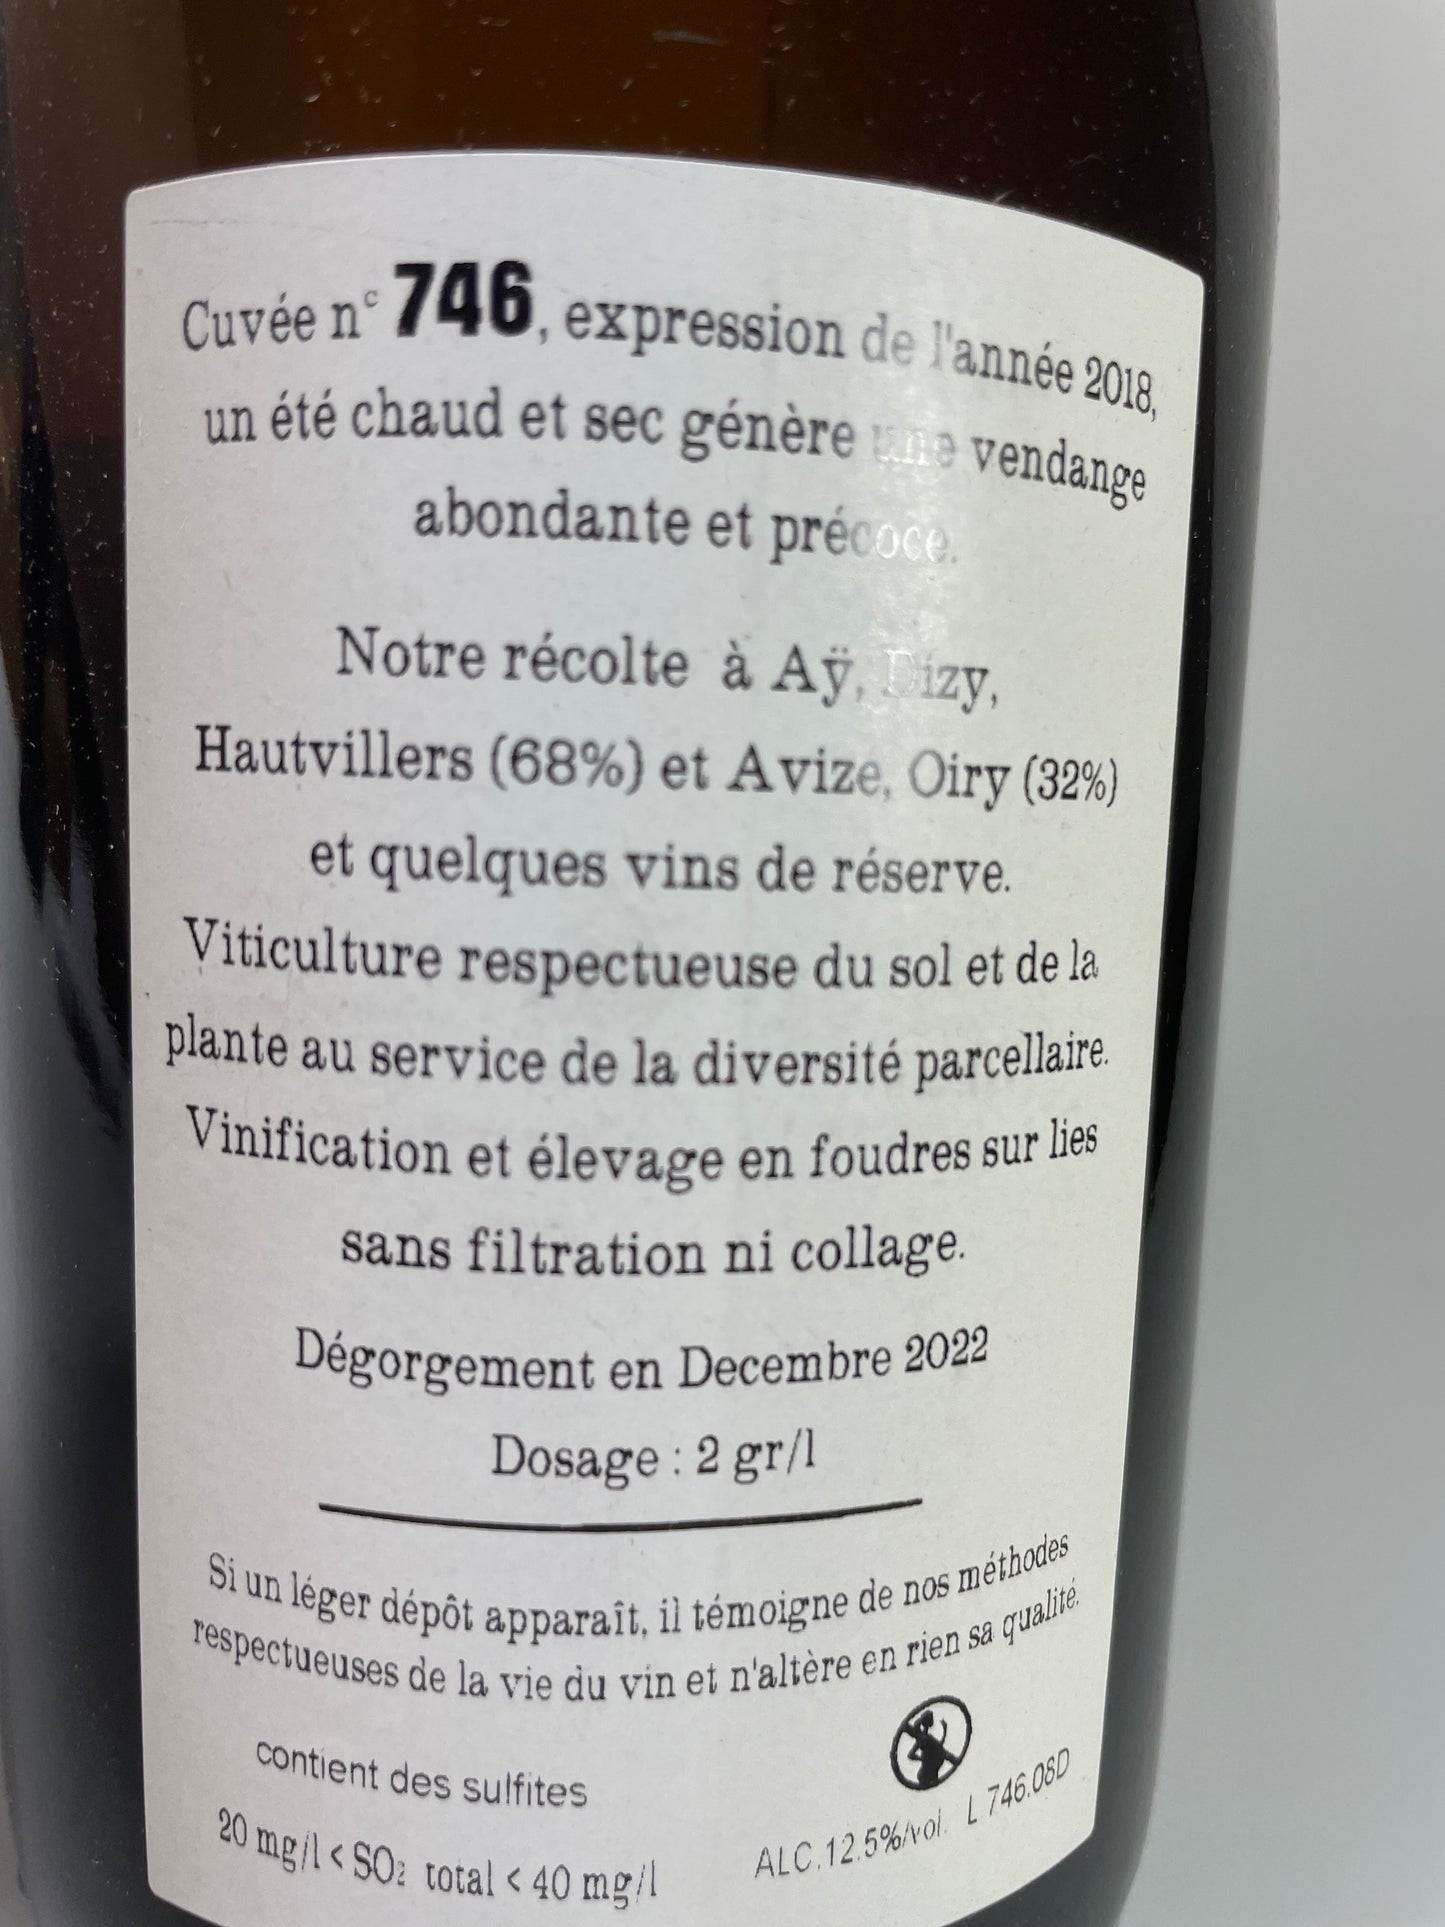 Cuvée n° 746, expression de l'année 2018,
un été chaud et sec génère une vendange
abondante et précoce.
Notre récolte à Aÿ, Dizy,
Hautvillers (68%) et Avize, Oiry (32%)
et quelques vins de réserve.
Viticulture respectueuse du sol et de la
plante au service de la diversité parcellaire.
Vinification et élevage en foudres sur lies
sans filtration ni collage.
Dégorgement en Decembre 2022
Dosage : 2 gr/l
Si un léger dépôt apparaît, il témoigne de nos méthodes
respectueuses de la vie du vin et n'altère en rien sa qualité.
contient des sulfites
20 mg/l < SO₂ total < 40 mg/l
ALC.12.5%/vol. L 746.08D